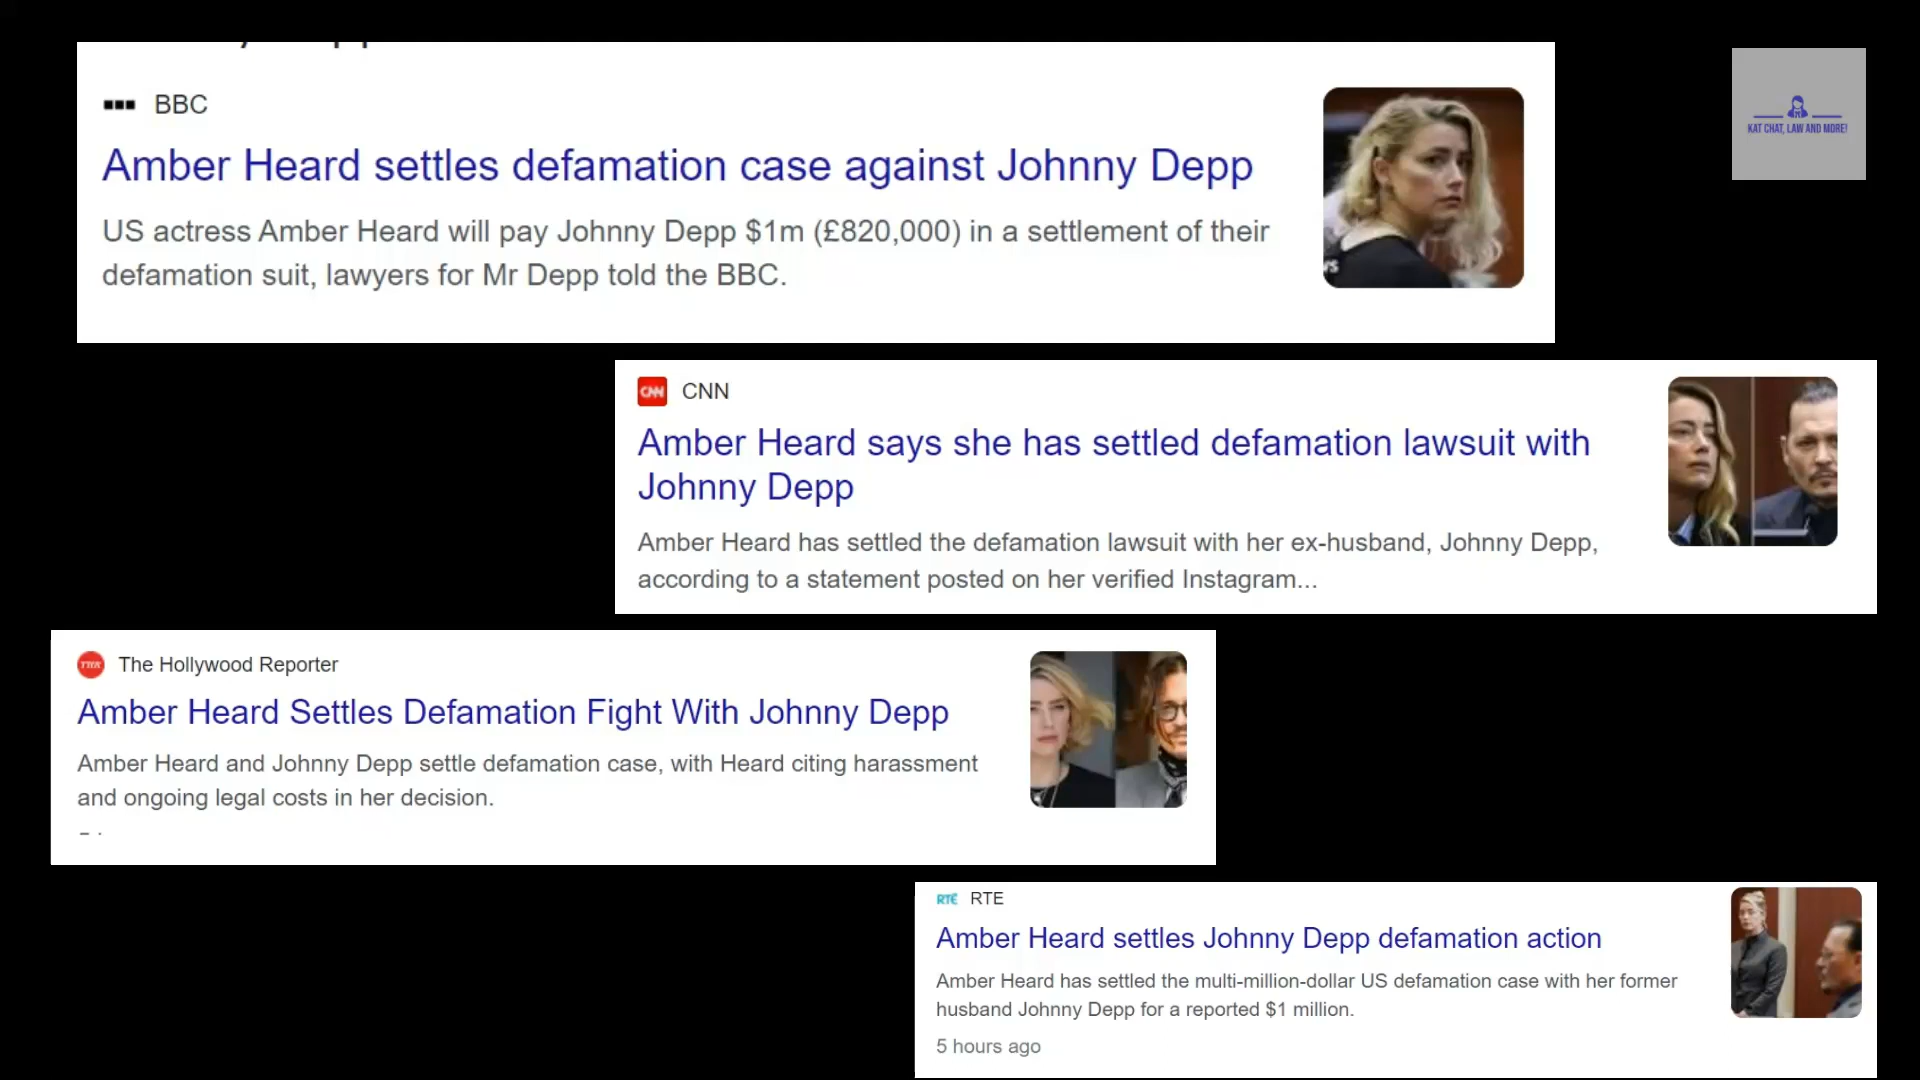 BBC
Amber Heard settles defamation case against Johnny Depp
US actress Amber Heard will pay Johnny Depp $1m (£820,000) in a settlement of their
defamation suit, lawyers for Mr Depp told the BBC.
KAT CHAT, LAW AND MORE!
CNN
CNN
Amber Heard says she has settled defamation lawsuit with
Johnny Depp
Amber Heard has settled the defamation lawsuit with her ex-husband, Johnny Depp,
according to a statement posted on her verified Instagram...
THR
The Hollywood Reporter
Amber Heard Settles Defamation Fight With Johnny Depp
Amber Heard and Johnny Depp settle defamation case, with Heard citing harassment
and ongoing legal costs in her decision.
RTÉ
RTE
Amber Heard settles Johnny Depp defamation action
Amber Heard has settled the multi-million-dollar US defamation case with her former
husband Johnny Depp for a reported $1 million.
5 hours ago